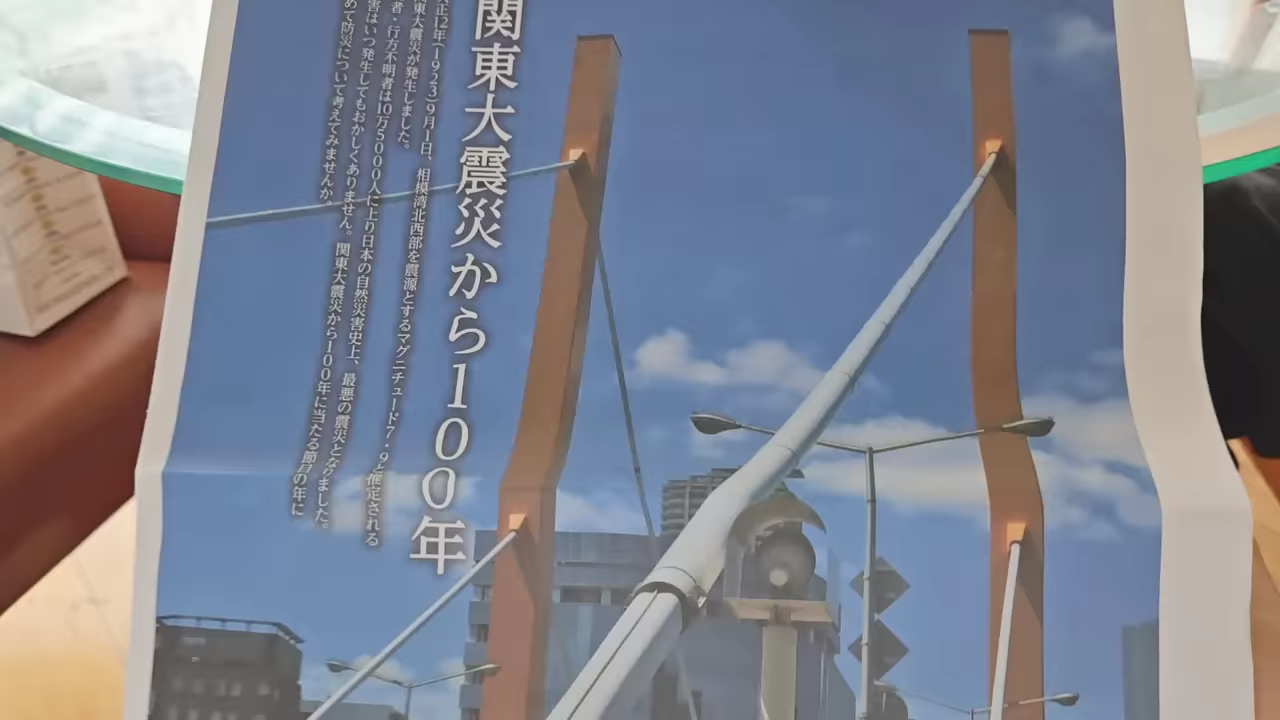 関東大震災から100年
正12年(1923)9月1日、相模湾北西部を震源とするマグニチュード7・9と推定される
東大震災が発生しました。
者・行方不明者は10万5000人に上り日本の自然災害史上、最悪の震災となりました。
害はいつ発生してもおかしくありません。関東大震災から100年に当たる節目の年に
めて防災について考えてみませんか。